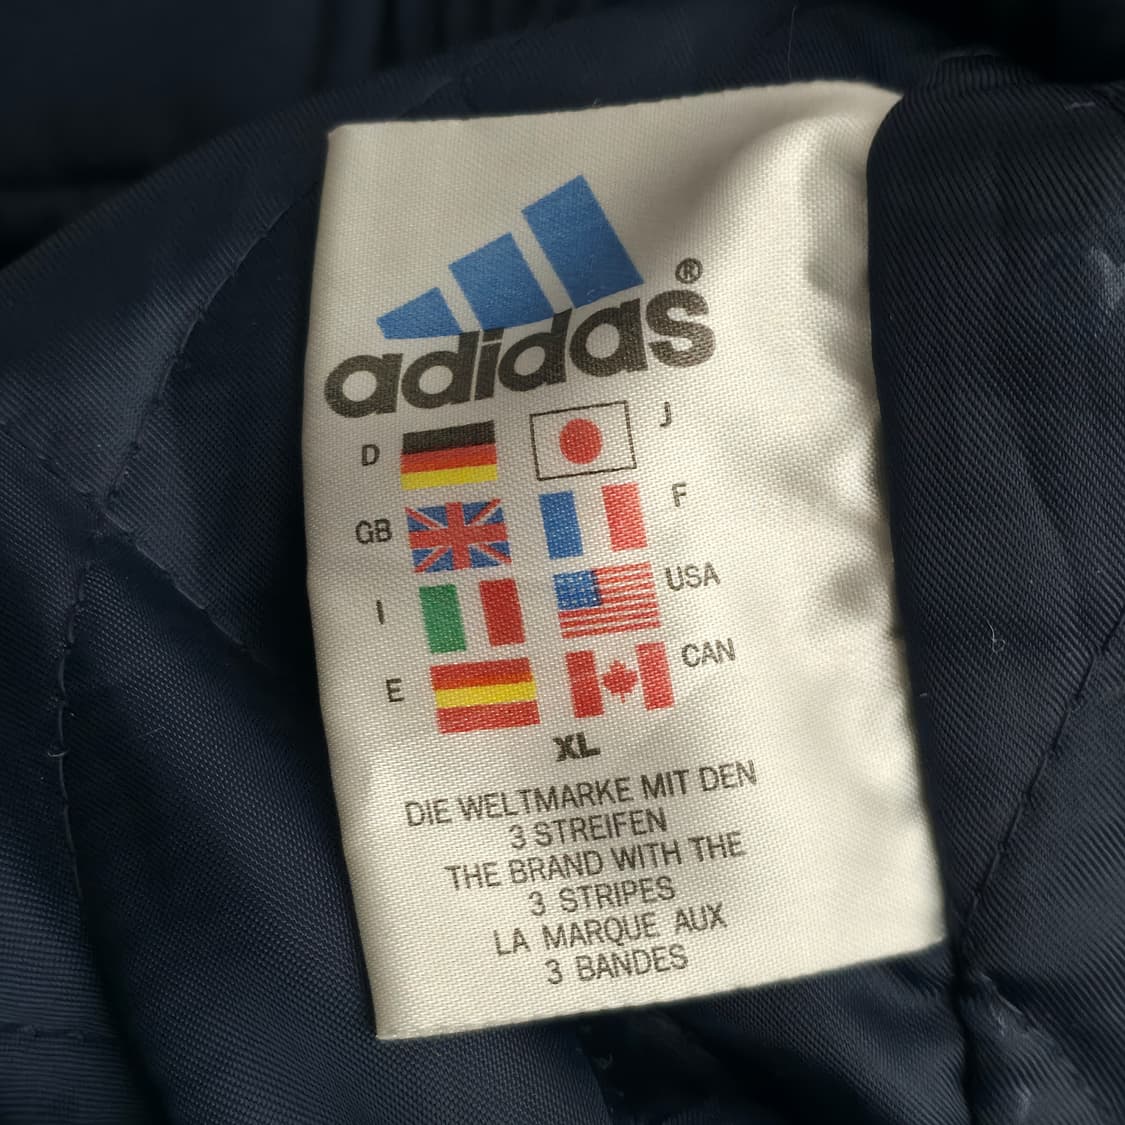 adidas®
D J
GB F
I USA
E CAN
XL
DIE WELTMARKE MIT DEN
3 STREIFEN
THE BRAND WITH THE
3 STRIPES
LA MARQUE AUX
3 BANDES